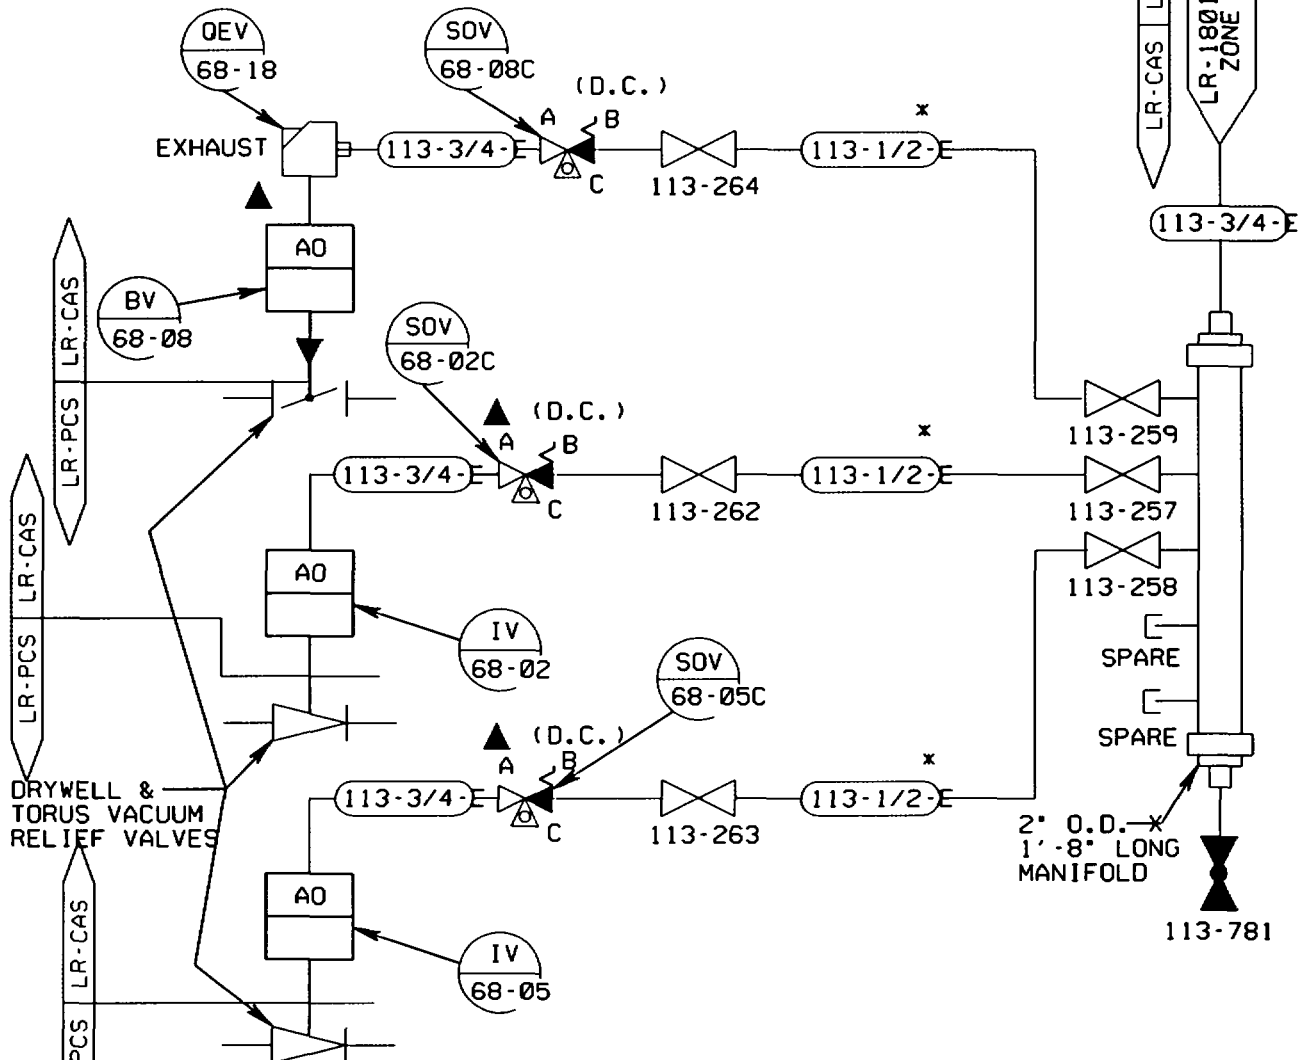 QEV
68-18
SOV
68-08C
(D.C.)
A
B
C
EXHAUST
113-3/4-E
113-264
*
113-1/2-E
LR-CAS
LR-1801
ZONE
113-3/4-E
AO
BV
68-08
LR-CAS
LR-PCS
SOV
68-02C
(D.C.)
A
B
C
113-3/4-E
113-262
*
113-1/2-E
113-259
113-257
113-258
AO
IV
68-02
LR-CAS
LR-PCS
SPARE
SPARE
SOV
68-05C
(D.C.)
A
B
C
113-3/4-E
113-263
*
113-1/2-E
DRYWELL &
TORUS VACUUM
RELIEF VALVES
2" O.D.
1'-8" LONG
MANIFOLD
113-781
AO
IV
68-05
LR-CAS
PCS